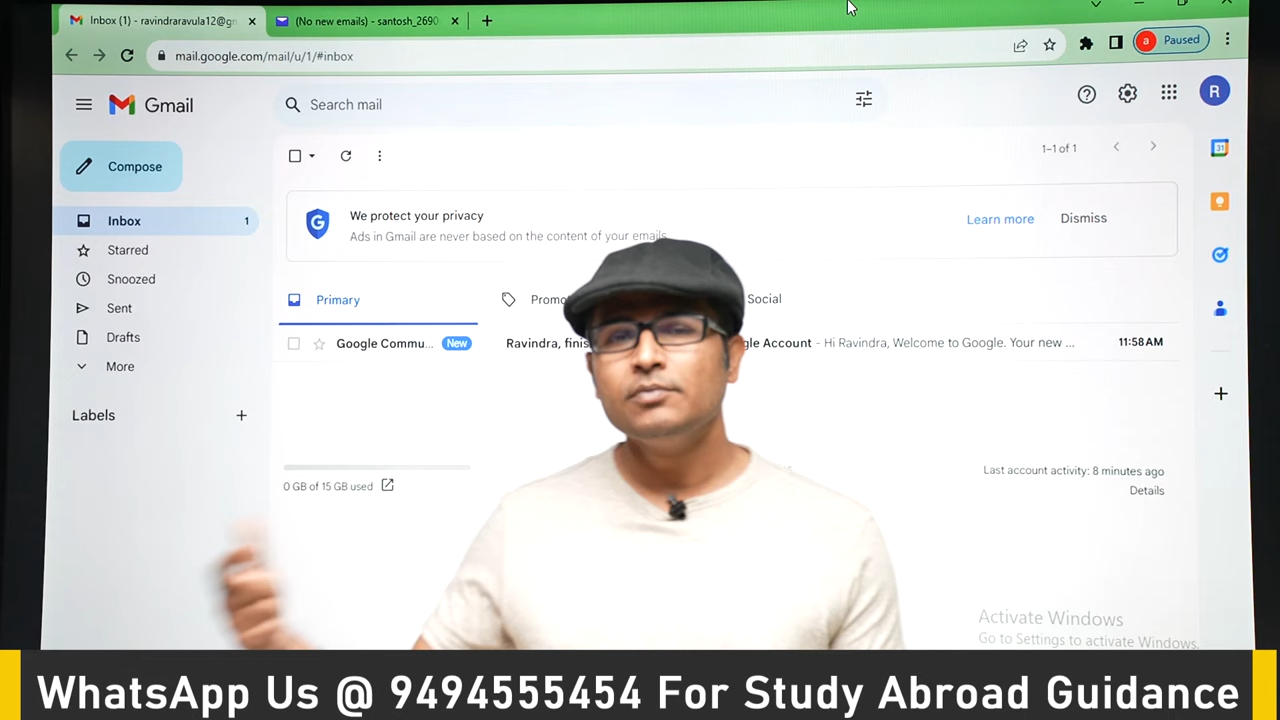 Inbox (1) - ravindraravula12@gm
(No new emails) - santosh_2690
mail.google.com/mail/u/1/#inbox
a Paused
Gmail
Search mail
R
Compose
1–1 of 1
31
Inbox 1
We protect your privacy
Ads in Gmail are never based on the content of your emails.
Learn more
Dismiss
Starred
Snoozed
Sent
Drafts
More
Primary
Promo
Social
Google Commu... New Ravindra, finis gle Account - Hi Ravindra, Welcome to Google. Your new ... 11:58 AM
Labels
0 GB of 15 GB used
Last account activity: 8 minutes ago
Details
Activate Windows
Go to Settings to activate Windows.
WhatsApp Us @ 9494555454 For Study Abroad Guidance